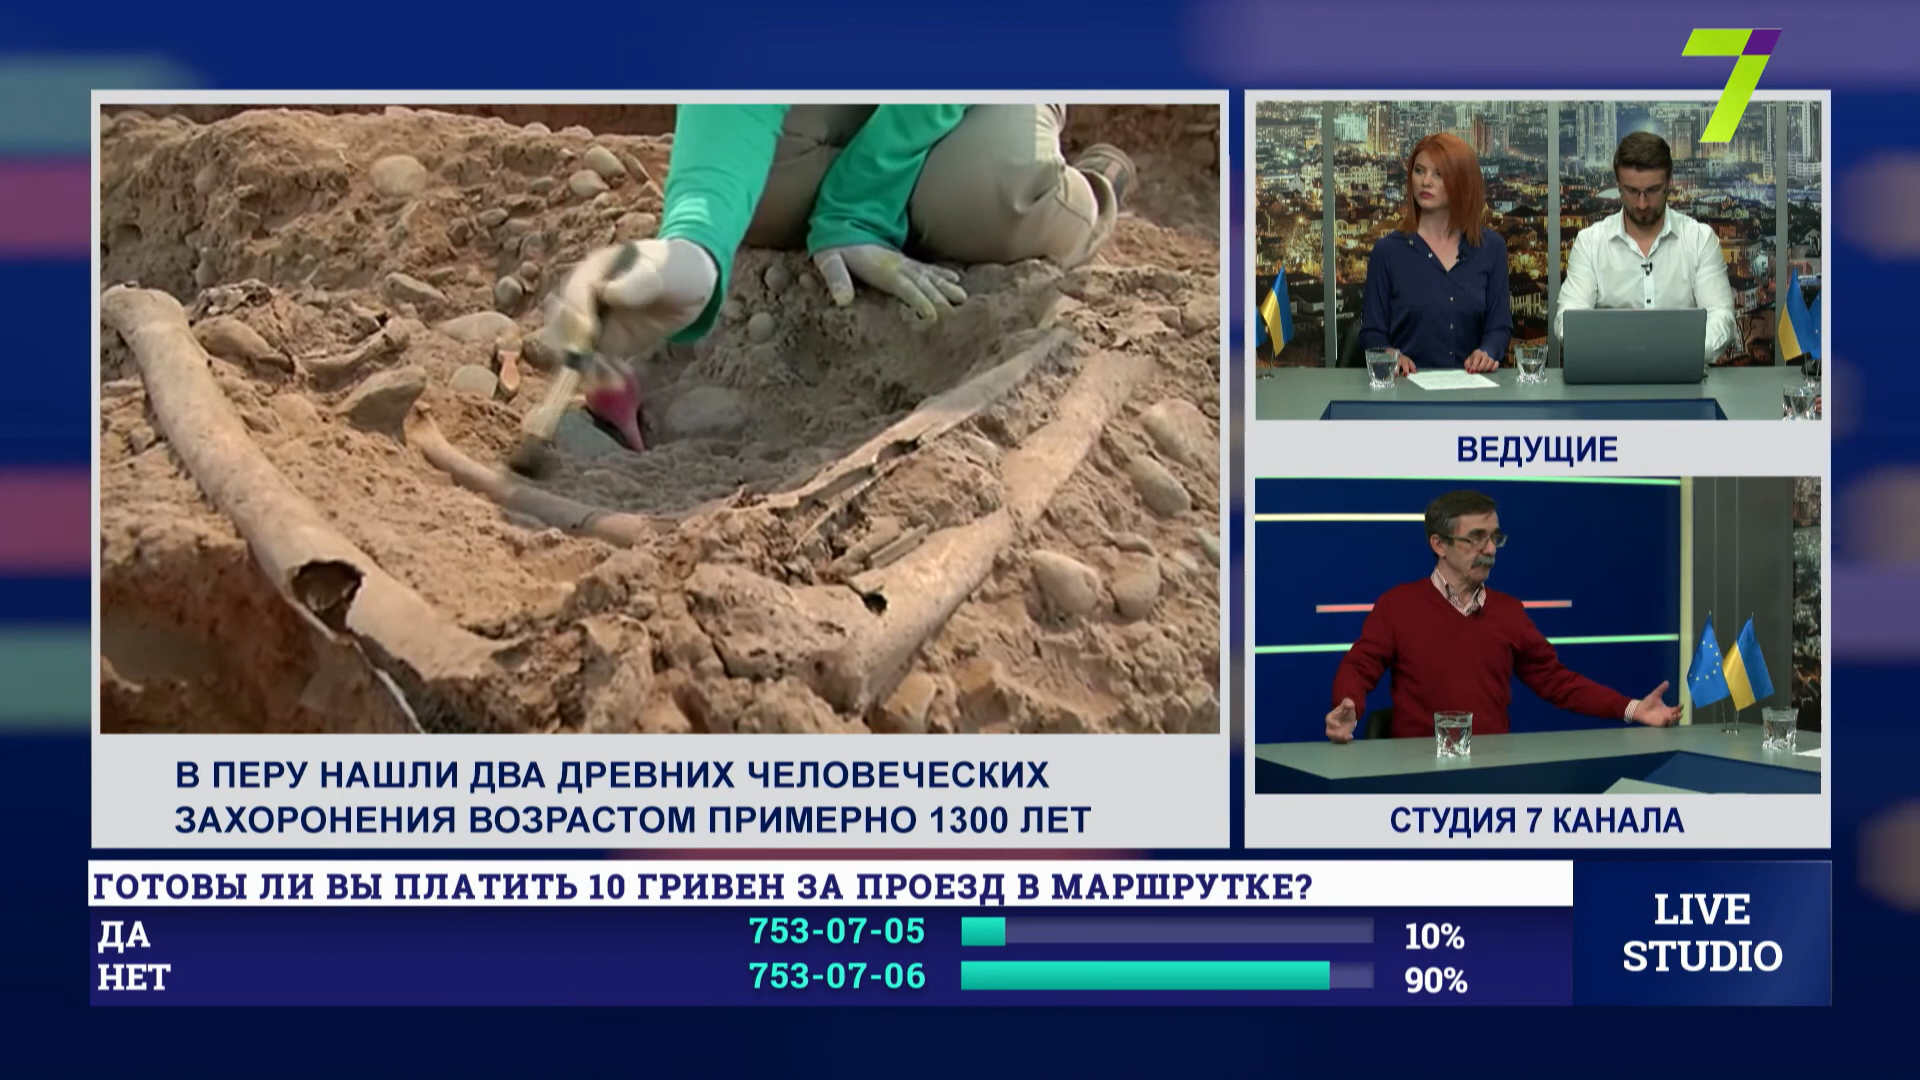 7
ВЕДУЩИЕ
В ПЕРУ НАШЛИ ДВА ДРЕВНИХ ЧЕЛОВЕЧЕСКИХ
ЗАХОРОНЕНИЯ ВОЗРАСТОМ ПРИМЕРНО 1300 ЛЕТ
СТУДИЯ 7 КАНАЛА
ГОТОВЫ ЛИ ВЫ ПЛАТИТЬ 10 ГРИВЕН ЗА ПРОЕЗД В МАРШРУТКЕ?
ДА 753-07-05 10%
НЕТ 753-07-06 90%
LIVE
STUDIO